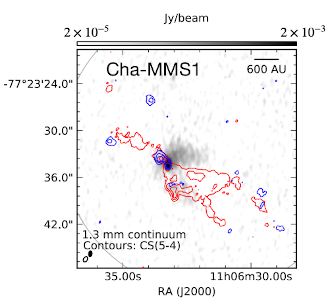 Jy/beam
2 × 10⁻⁵ 2 × 10⁻³
Cha-MMS1
600 AU
-77°23'24.0"
30.0"
36.0"
42.0"
1.3 mm continuum
Contours: CS(5-4)
35.00s 11h06m30.00s
RA (J2000)